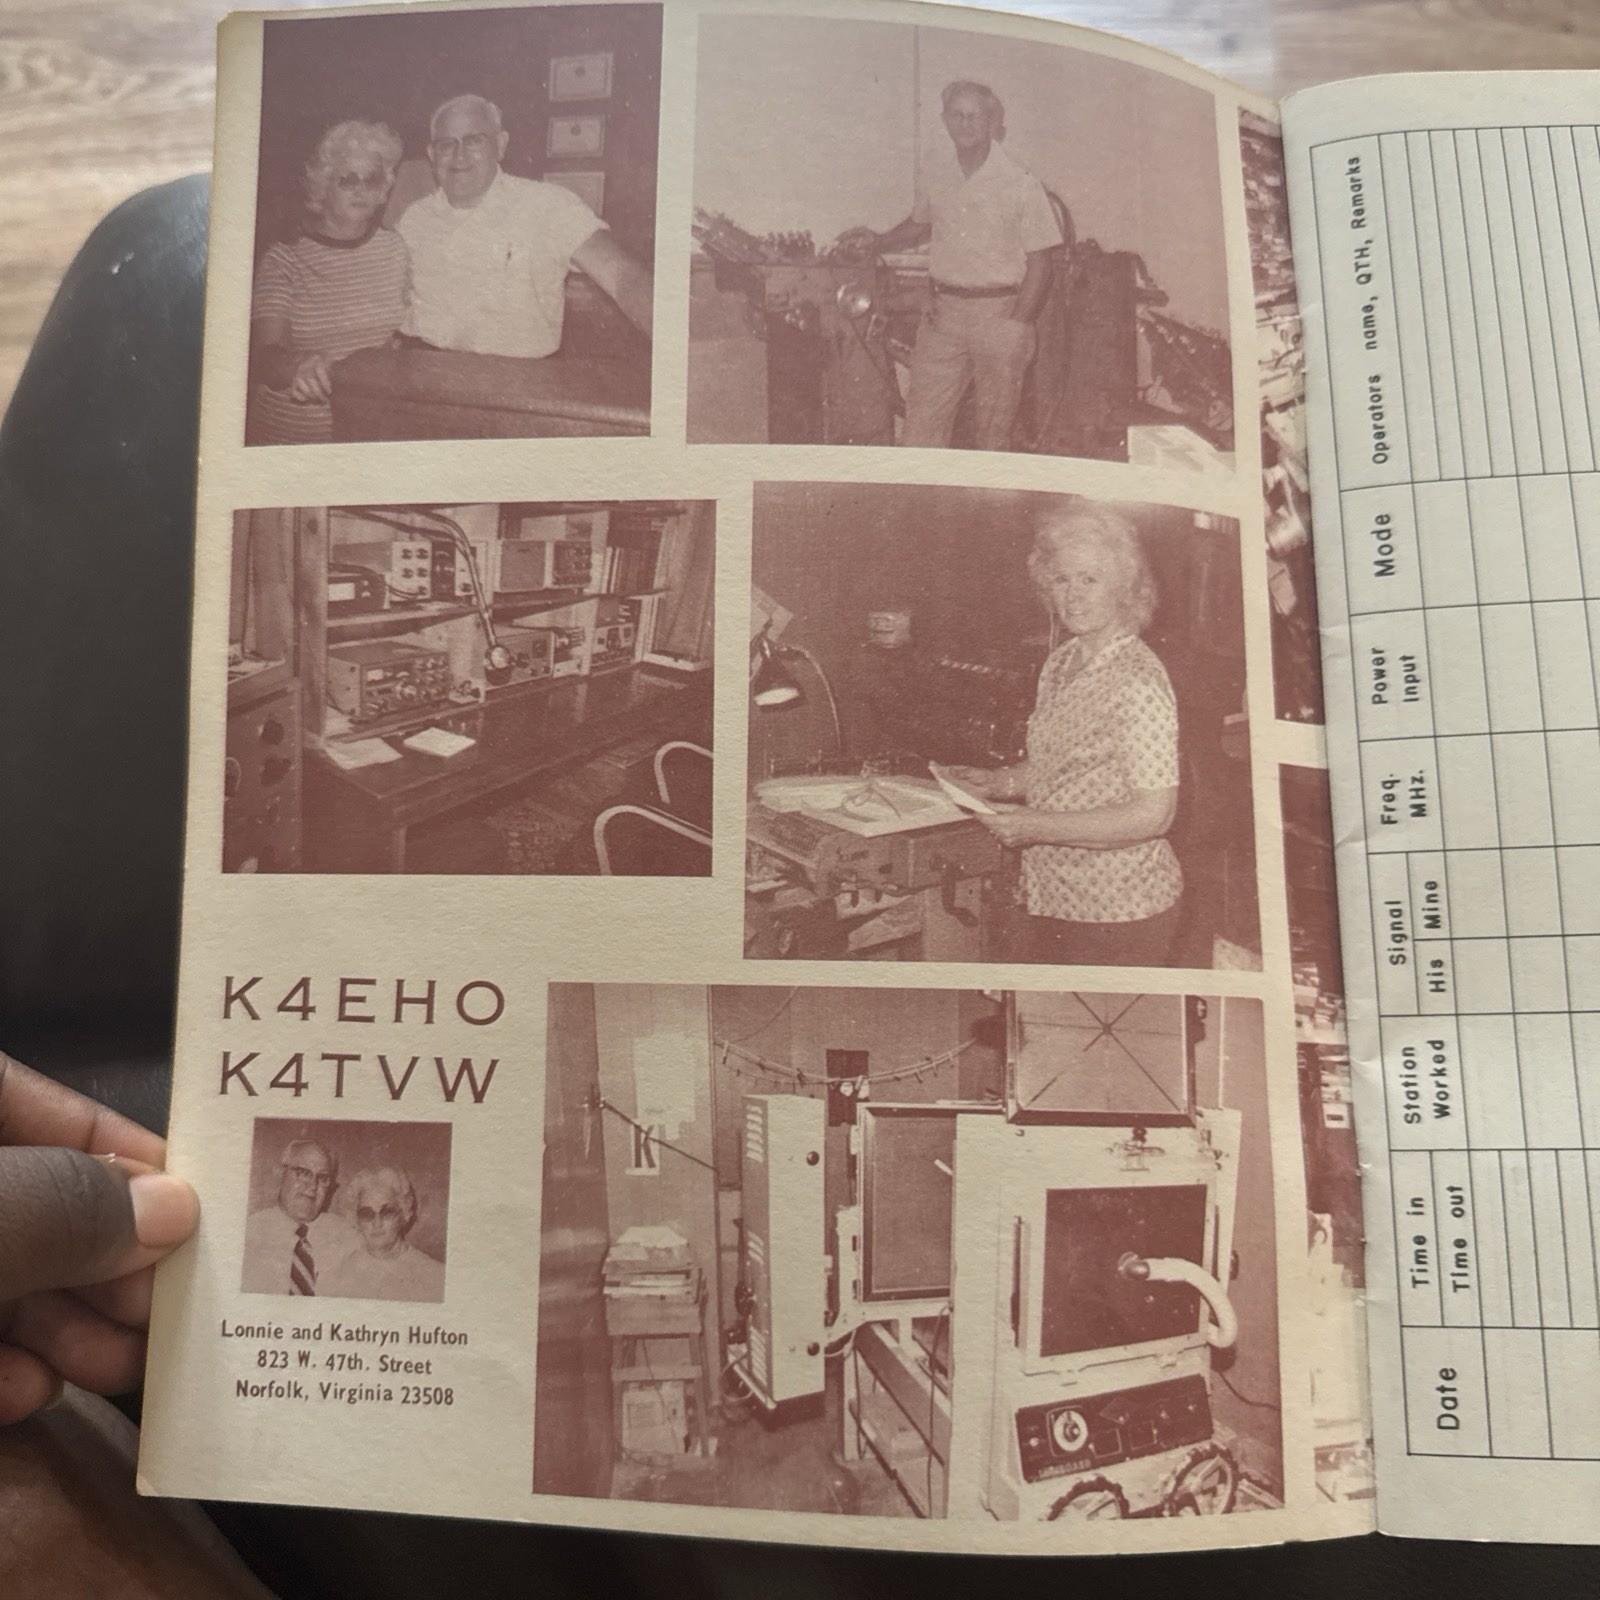 K4EHO
K4TVW
Lonnie and Kathryn Hufton
823 W. 47th. Street
Norfolk, Virginia 23508
K
Date
Time in
Time out
Station
Worked
Signal
His
Mine
Freq.
MHz.
Power
Input
Mode
Operators name, QTH, Remarks